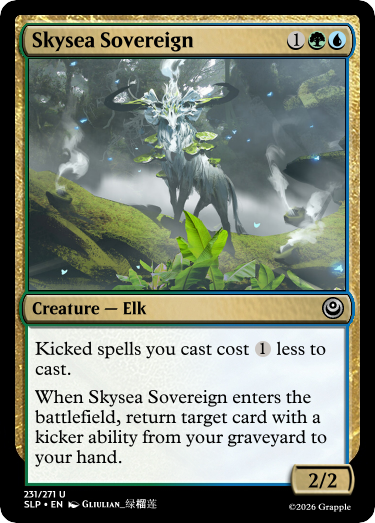 Skysea Sovereign 1
Creature — Elk
Kicked spells you cast cost 1 less to
cast.
When Skysea Sovereign enters the
battlefield, return target card with a
kicker ability from your graveyard to
your hand.
2/2
231/271 U
SLP • EN Gliulian_绿榴莲
©2026 Grapple